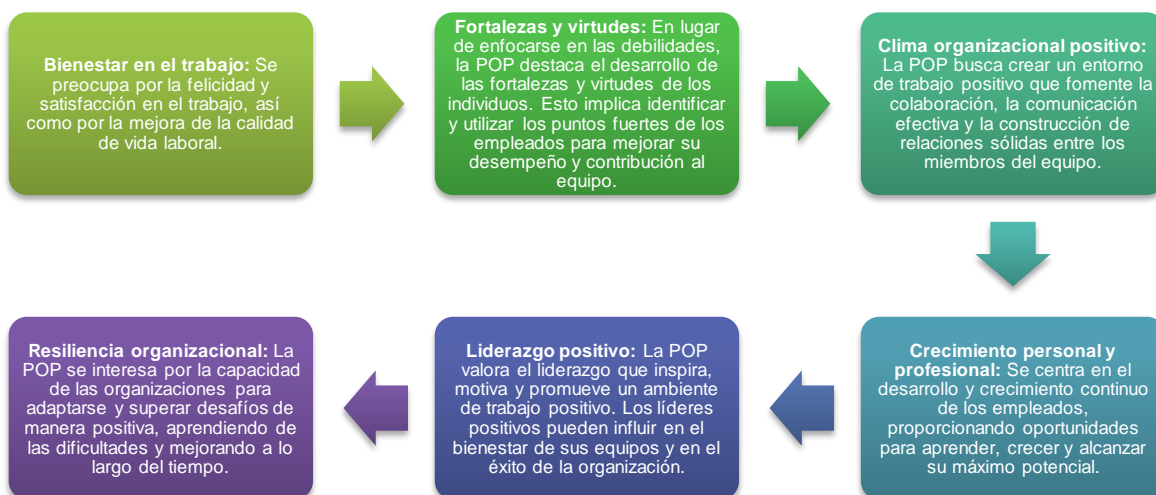 Bienestar en el trabajo: Se
preocupa por la felicidad y
satisfacción en el trabajo, así
como por la mejora de la calidad
de vida laboral.
Fortalezas y virtudes: En lugar
de enfocarse en las debilidades,
la POP destaca el desarrollo de
las fortalezas y virtudes de los
individuos. Esto implica identificar
y utilizar los puntos fuertes de los
empleados para mejorar su
desempeño y contribución al
equipo.
Clima organizacional positivo:
La POP busca crear un entorno
de trabajo positivo que fomente la
colaboración, la comunicación
efectiva y la construcción de
relaciones sólidas entre los
miembros del equipo.
Crecimiento personal y
profesional: Se centra en el
desarrollo y crecimiento continuo
de los empleados,
proporcionando oportunidades
para aprender, crecer y alcanzar
su máximo potencial.
Liderazgo positivo: La POP
valora el liderazgo que inspira,
motiva y promueve un ambiente
de trabajo positivo. Los líderes
positivos pueden influir en el
bienestar de sus equipos y en el
éxito de la organización.
Resiliencia organizacional: La
POP se interesa por la capacidad
de las organizaciones para
adaptarse y superar desafíos de
manera positiva, aprendiendo de
las dificultades y mejorando a lo
largo del tiempo.